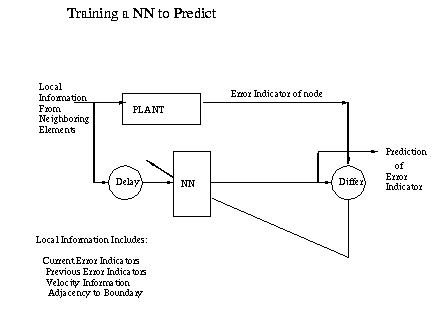 Training a NN to Predict
Local
Information
From
Neighboring
Elements
PLANT
Error Indicator of node
Prediction
of
Error
Indicator
Delay
NN
Differ
Local Information Includes:
Current Error Indicators
Previous Error Indicators
Velocity Information
Adjacency to Boundary